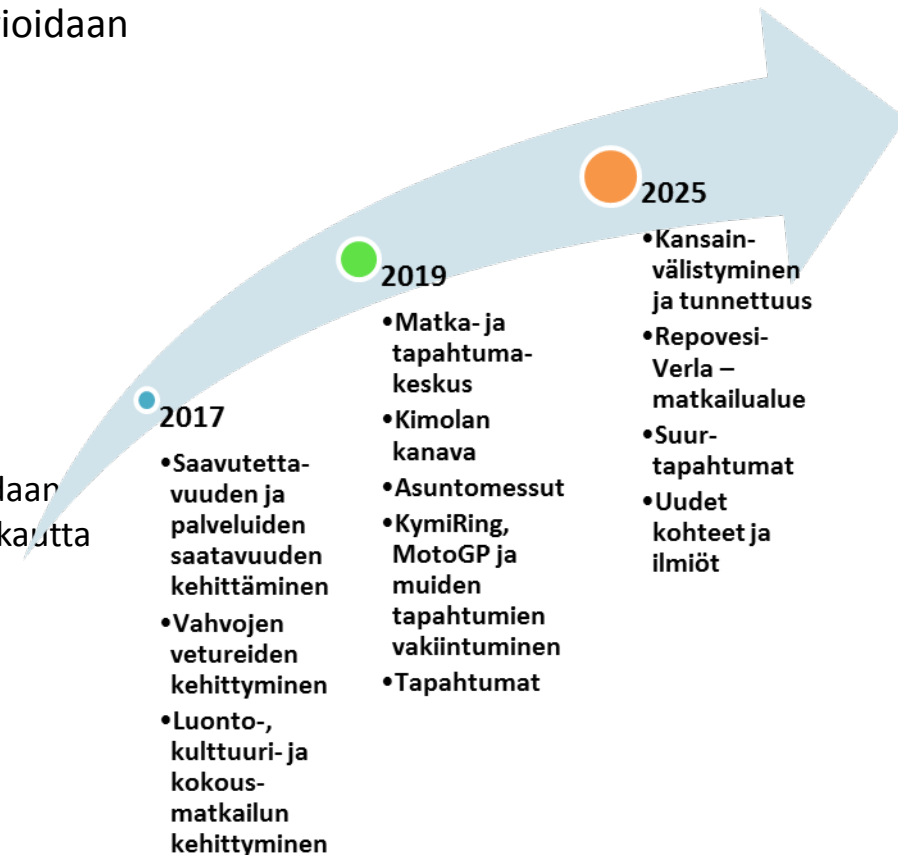 ioidaan
2017
•Saavutetta-
vuuden ja
palveluiden
saatavuuden
kehittäminen
•Vahvojen
vetureiden
kehittyminen
•Luonto-,
kulttuuri- ja
kokous-
matkailun
kehittyminen
2019
•Matka- ja
tapahtuma-
keskus
•Kimolan
kanava
•Asuntomessut
•KymiRing,
MotoGP ja
muiden
tapahtumien
vakiintuminen
•Tapahtumat
2025
•Kansain-
välistyminen
ja tunnettuus
•Repovesi-
Verla –
matkailualue
•Suur-
tapahtumat
•Uudet
kohteet ja
ilmiöt
daan
kautta